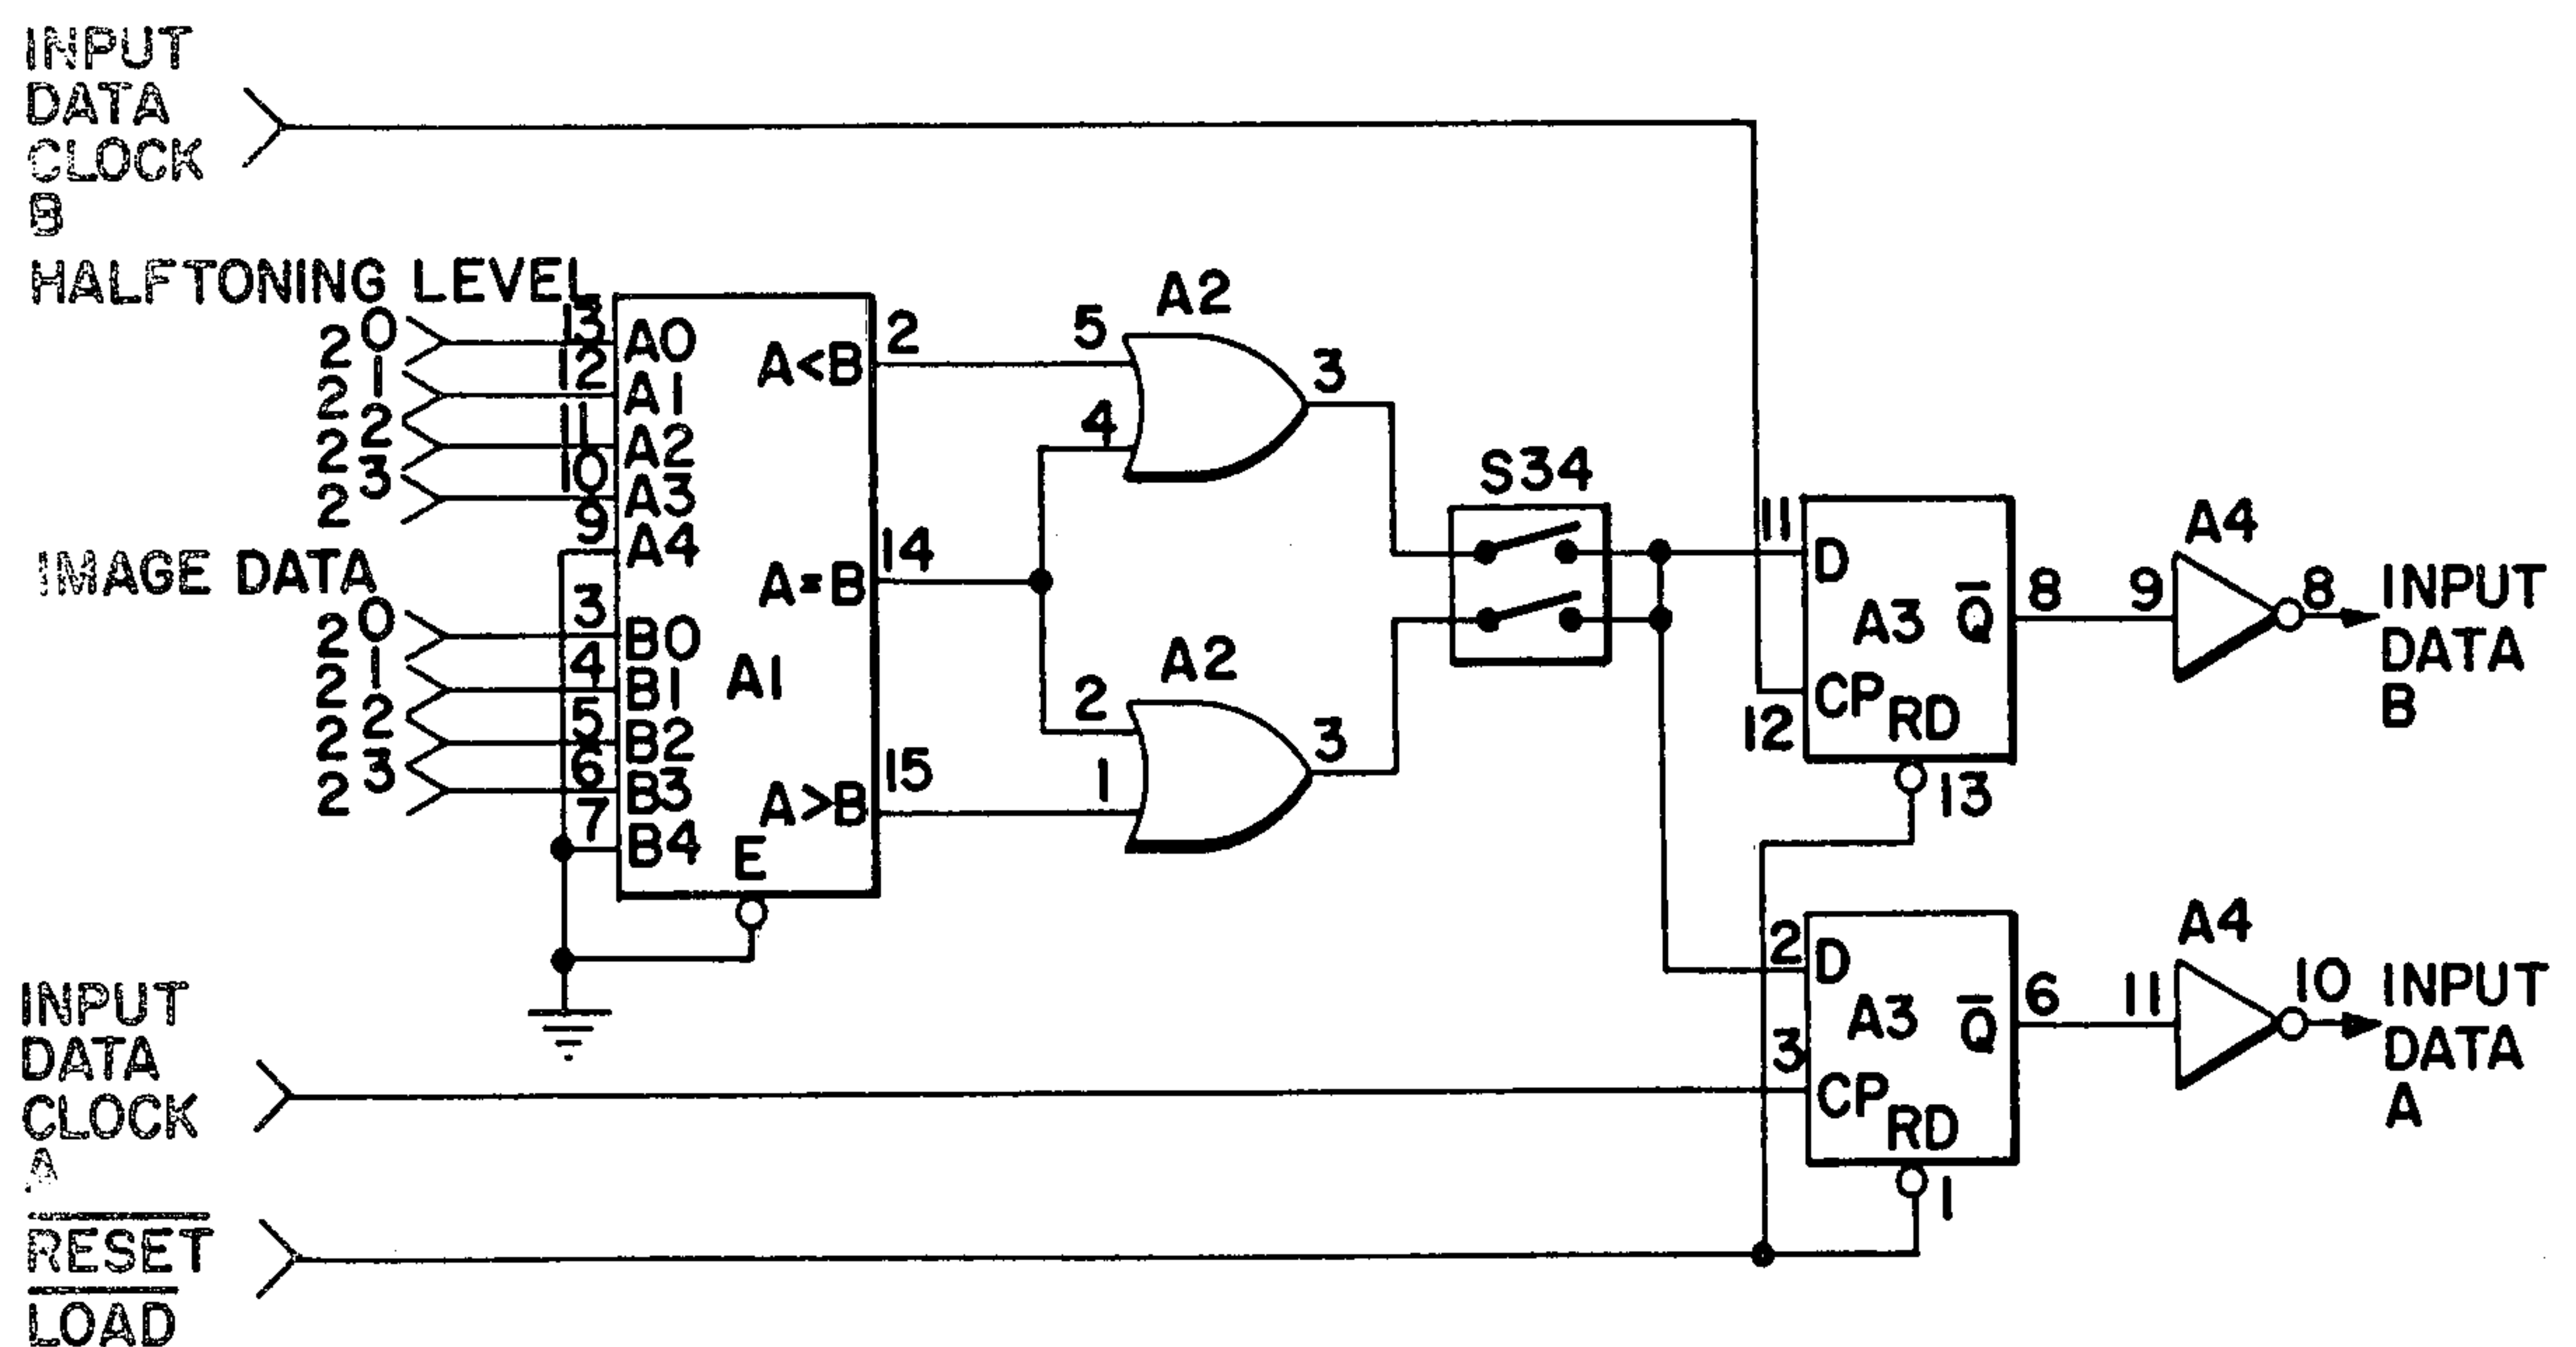 INPUT
DATA
CLOCK
B
HALFTONING LEVEL
2 0 13 A0
2 1 12 A1
2 2 11 A2
2 3 10 A3
9 A4
IMAGE DATA
2 0 3 B0
2 1 4 B1
2 2 5 B2
2 3 6 B3
7 B4
A1
E
A<B 2
A=B 14
A>B 15
5 A2 3
4
2 A2 3
1
S34
11 D
A3 Q̅ 8
CP 12
RD 13
9 A4 8
INPUT
DATA
B
2 D
A3 Q̅ 6
3 CP
RD 1
11 A4 10
INPUT
DATA
A
INPUT
DATA
CLOCK
A
R̅E̅S̅E̅T̅
L̅O̅A̅D̅